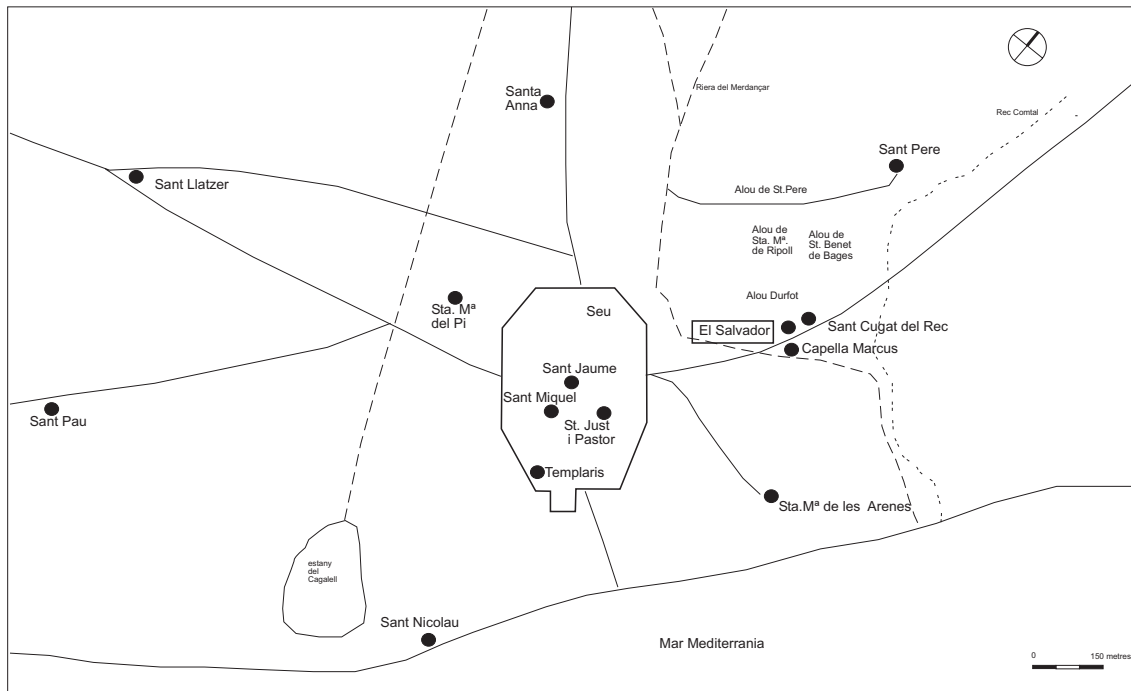 Santa
Anna
Riera del Merdançar
Rec Comtal
Sant Pere
Sant Llatzer
Alou de St.Pere
Alou de
Sta. Mª.
de Ripoll
Alou de
St. Benet
de Bages
Alou Durfot
Sta. Mª
del Pi
Seu
El Salvador
Sant Cugat del Rec
Capella Marcus
Sant Jaume
Sant Miquel
St. Just
i Pastor
Sant Pau
Templaris
Sta.Mª de les Arenes
estany
del
Cagalell
Sant Nicolau
Mar Mediterrania
0 150 metres